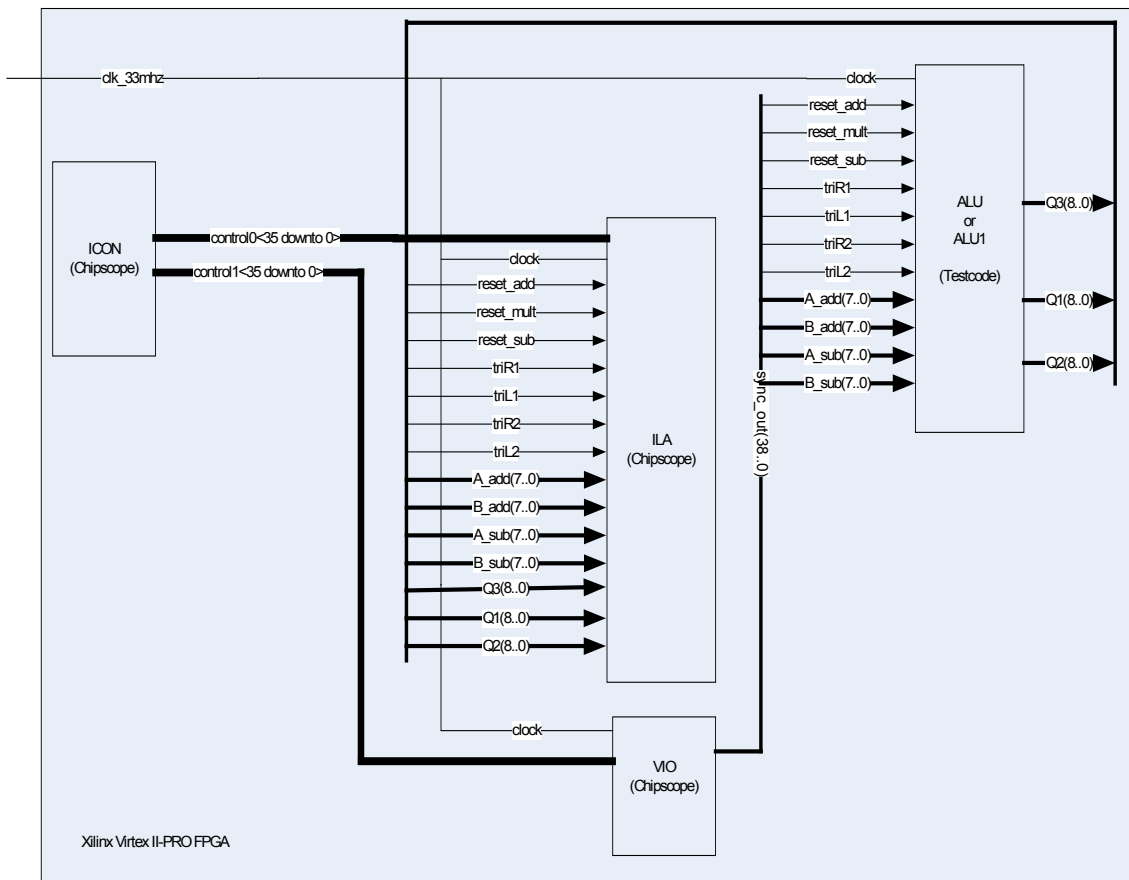 clk_33mhz
clock
reset_add
reset_mult
reset_sub
triR1
triL1
triR2
triL2
A_add(7..0)
B_add(7..0)
A_sub(7..0)
B_sub(7..0)
ALU
or
ALU1
(Testcode)
Q3(8..0)
Q1(8..0)
Q2(8..0)
ICON
(Chipscope)
control0<35 downto 0>
control1<35 downto 0>
clock
reset_add
reset_mult
reset_sub
triR1
triL1
triR2
triL2
A_add(7..0)
B_add(7..0)
A_sub(7..0)
B_sub(7..0)
Q3(8..0)
Q1(8..0)
Q2(8..0)
ILA
(Chipscope)
sync_out(38..0)
clock
VIO
(Chipscope)
Xilinx Virtex II-PRO FPGA